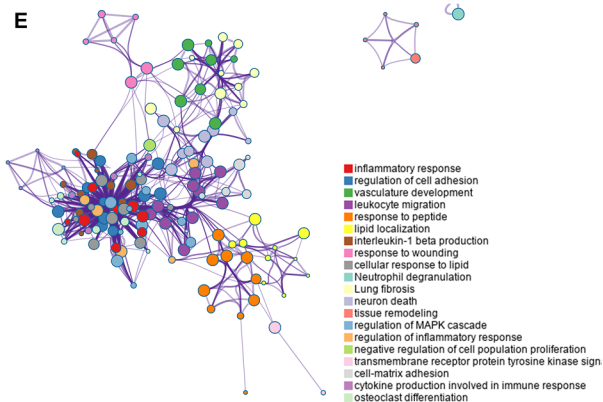 E
inflammatory response
regulation of cell adhesion
vasculature development
leukocyte migration
response to peptide
lipid localization
interleukin-1 beta production
response to wounding
cellular response to lipid
Neutrophil degranulation
Lung fibrosis
neuron death
tissue remodeling
regulation of MAPK cascade
regulation of inflammatory response
negative regulation of cell population proliferation
transmembrane receptor protein tyrosine kinase signa
cell-matrix adhesion
cytokine production involved in immune response
osteoclast differentiation